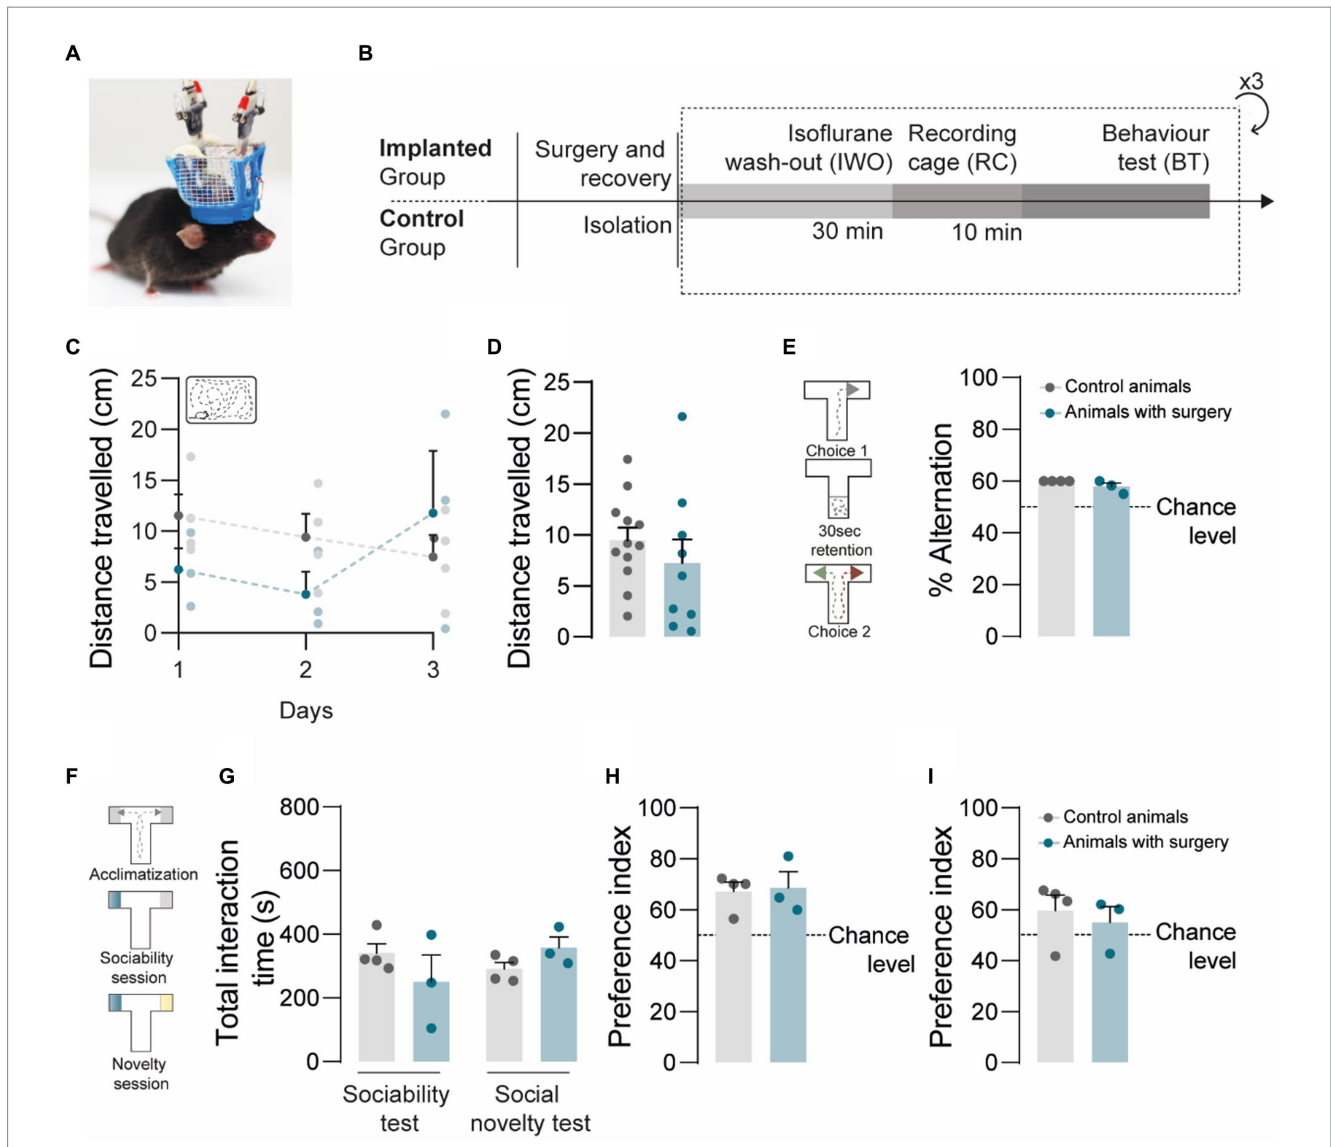 A
B
x3
Implanted
Group
Control
Group
Surgery and
recovery
Isolation
Isoflurane
wash-out (IWO)
Recording
cage (RC)
Behaviour
test (BT)
30 min
10 min
C
Distance travelled (cm)
25
20
15
10
5
0
1
2
3
Days
D
Distance travelled (cm)
25
20
15
10
5
0
E
Choice 1
30sec
retention
Choice 2
% Alternation
100
80
60
40
20
0
Control animals
Animals with surgery
Chance
level
F
Acclimatization
Sociability
session
Novelty
session
G
Total interaction
time (s)
800
600
400
200
0
Sociability
test
Social
novelty test
H
Preference index
100
80
60
40
20
0
Chance
level
I
Preference index
100
80
60
40
20
0
Control animals
Animals with surgery
Chance
level